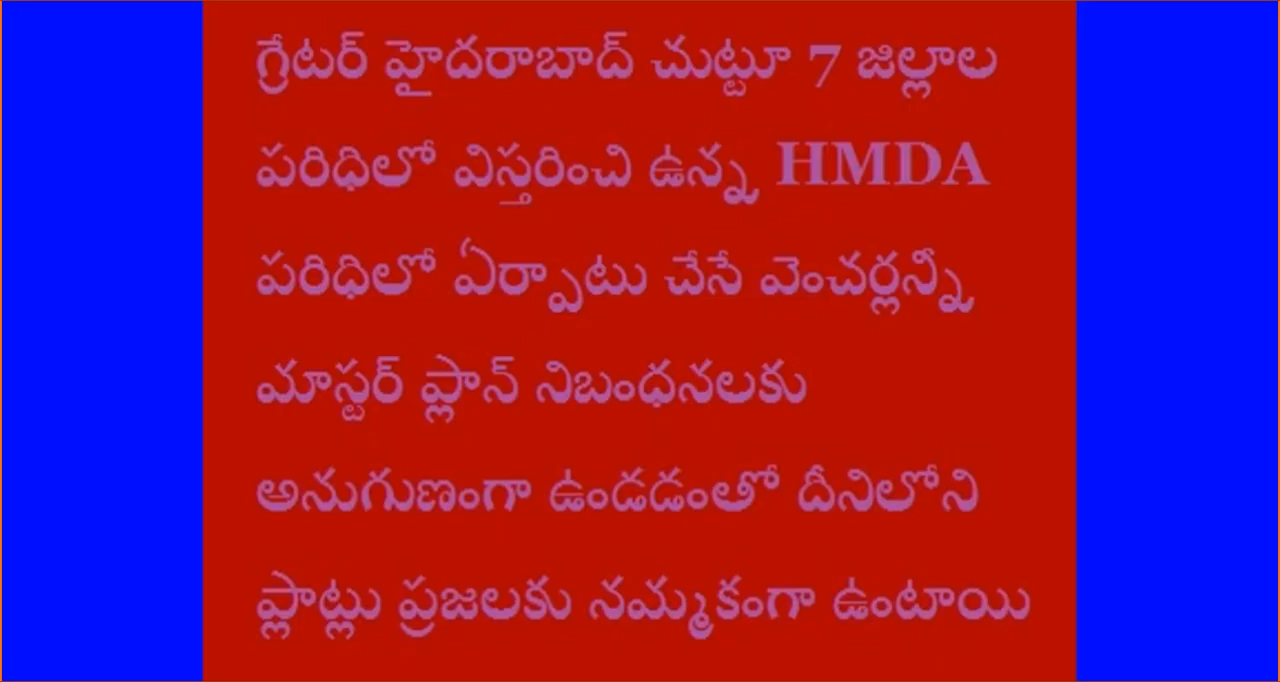 గ్రేటర్ హైదరాబాద్ చుట్టూ 7 జిల్లాల
పరిధిలో విస్తరించి ఉన్న HMDA
పరిధిలో ఏర్పాటు చేసే వెంచర్లన్నీ
మాస్టర్ ప్లాన్ నిబంధనలకు
అనుగుణంగా ఉండడంతో దీనిలోని
ప్లాట్లు ప్రజలకు నమ్మకంగా ఉంటాయి